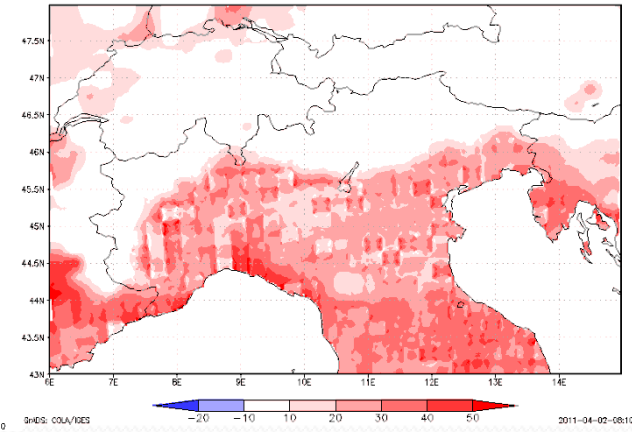 47.5N
47N
46.5N
46N
45.5N
45N
44.5N
44N
43.5N
43N
6E 7E 8E 9E 10E 11E 12E 13E 14E
-20 -10 10 20 30 40 50
GrADS: COLA/IGES 2011-04-02-08:10
0